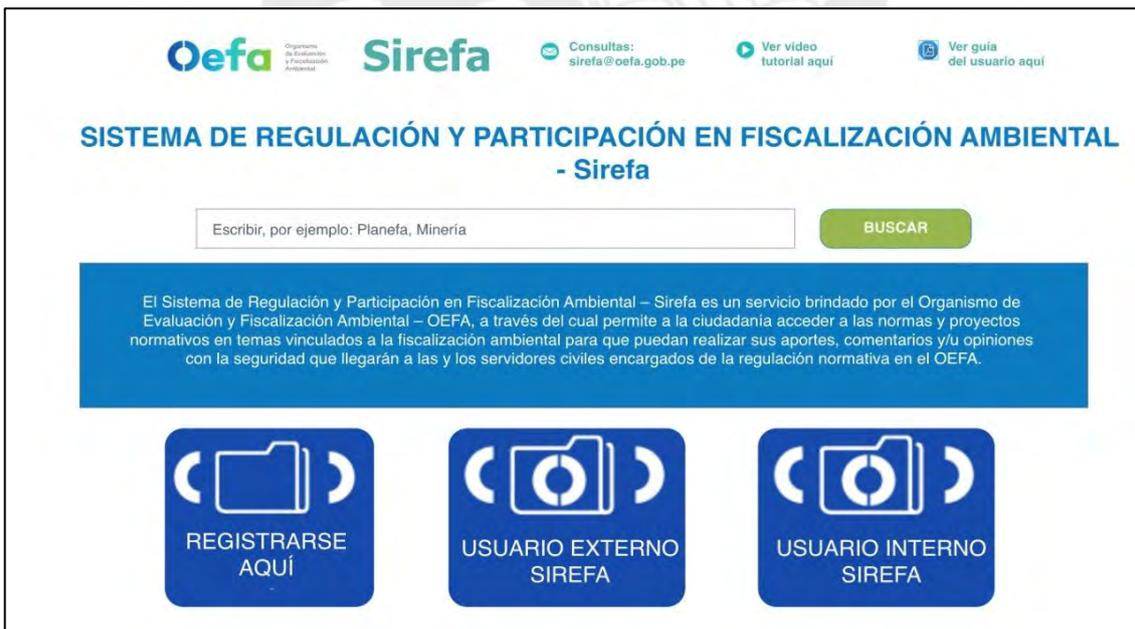 Oefa
Organismo
de Evaluación
y Fiscalización
Ambiental
Sirefa
Consultas:
sirefa@oefa.gob.pe
Ver video
tutorial aquí
Ver guía
del usuario aquí
SISTEMA DE REGULACIÓN Y PARTICIPACIÓN EN FISCALIZACIÓN AMBIENTAL
- Sirefa
Escribir, por ejemplo: Planefa, Minería
BUSCAR
El Sistema de Regulación y Participación en Fiscalización Ambiental – Sirefa es un servicio brindado por el Organismo de
Evaluación y Fiscalización Ambiental – OEFA, a través del cual permite a la ciudadanía acceder a las normas y proyectos
normativos en temas vinculados a la fiscalización ambiental para que puedan realizar sus aportes, comentarios y/u opiniones
con la seguridad que llegarán a las y los servidores civiles encargados de la regulación normativa en el OEFA.
REGISTRARSE
AQUÍ
-
USUARIO EXTERNO
SIREFA
USUARIO INTERNO
SIREFA